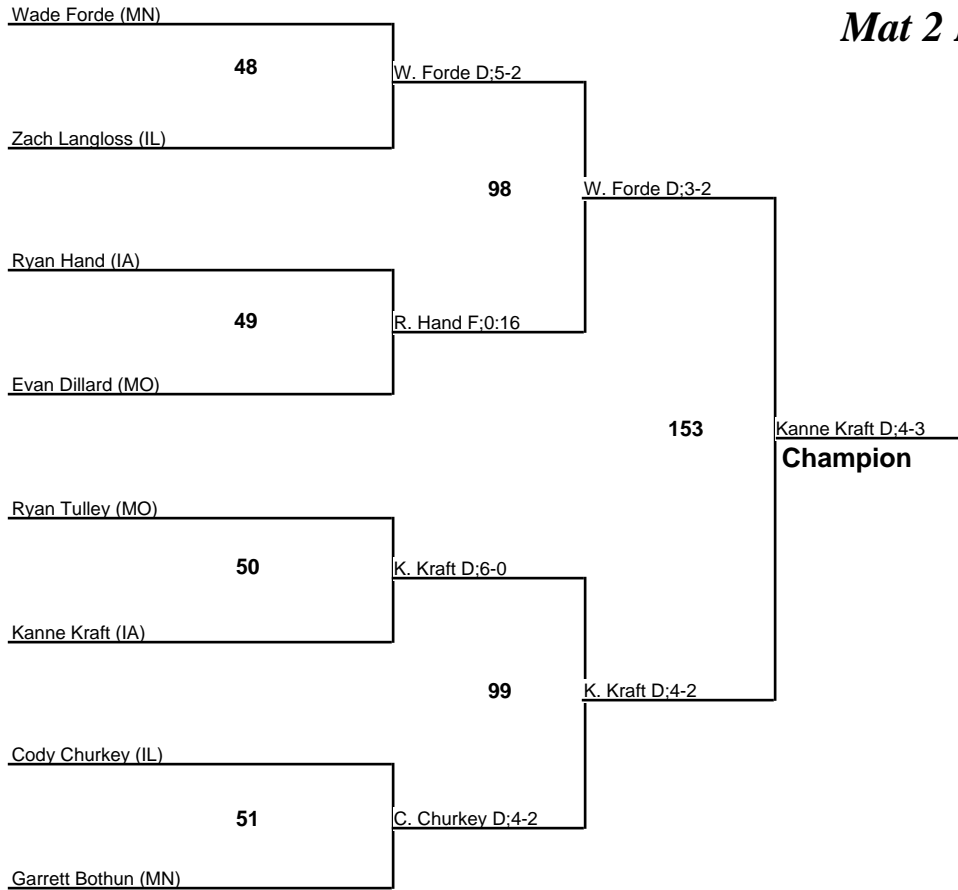 Wade Forde (MN)
Mat 2
48
W. Forde D;5-2
Zach Langloss (IL)
98
W. Forde D;3-2
Ryan Hand (IA)
49
R. Hand F;0:16
Evan Dillard (MO)
153
Kanne Kraft D;4-3
Champion
Ryan Tulley (MO)
50
K. Kraft D;6-0
Kanne Kraft (IA)
99
K. Kraft D;4-2
Cody Churkey (IL)
51
C. Churkey D;4-2
Garrett Bothun (MN)